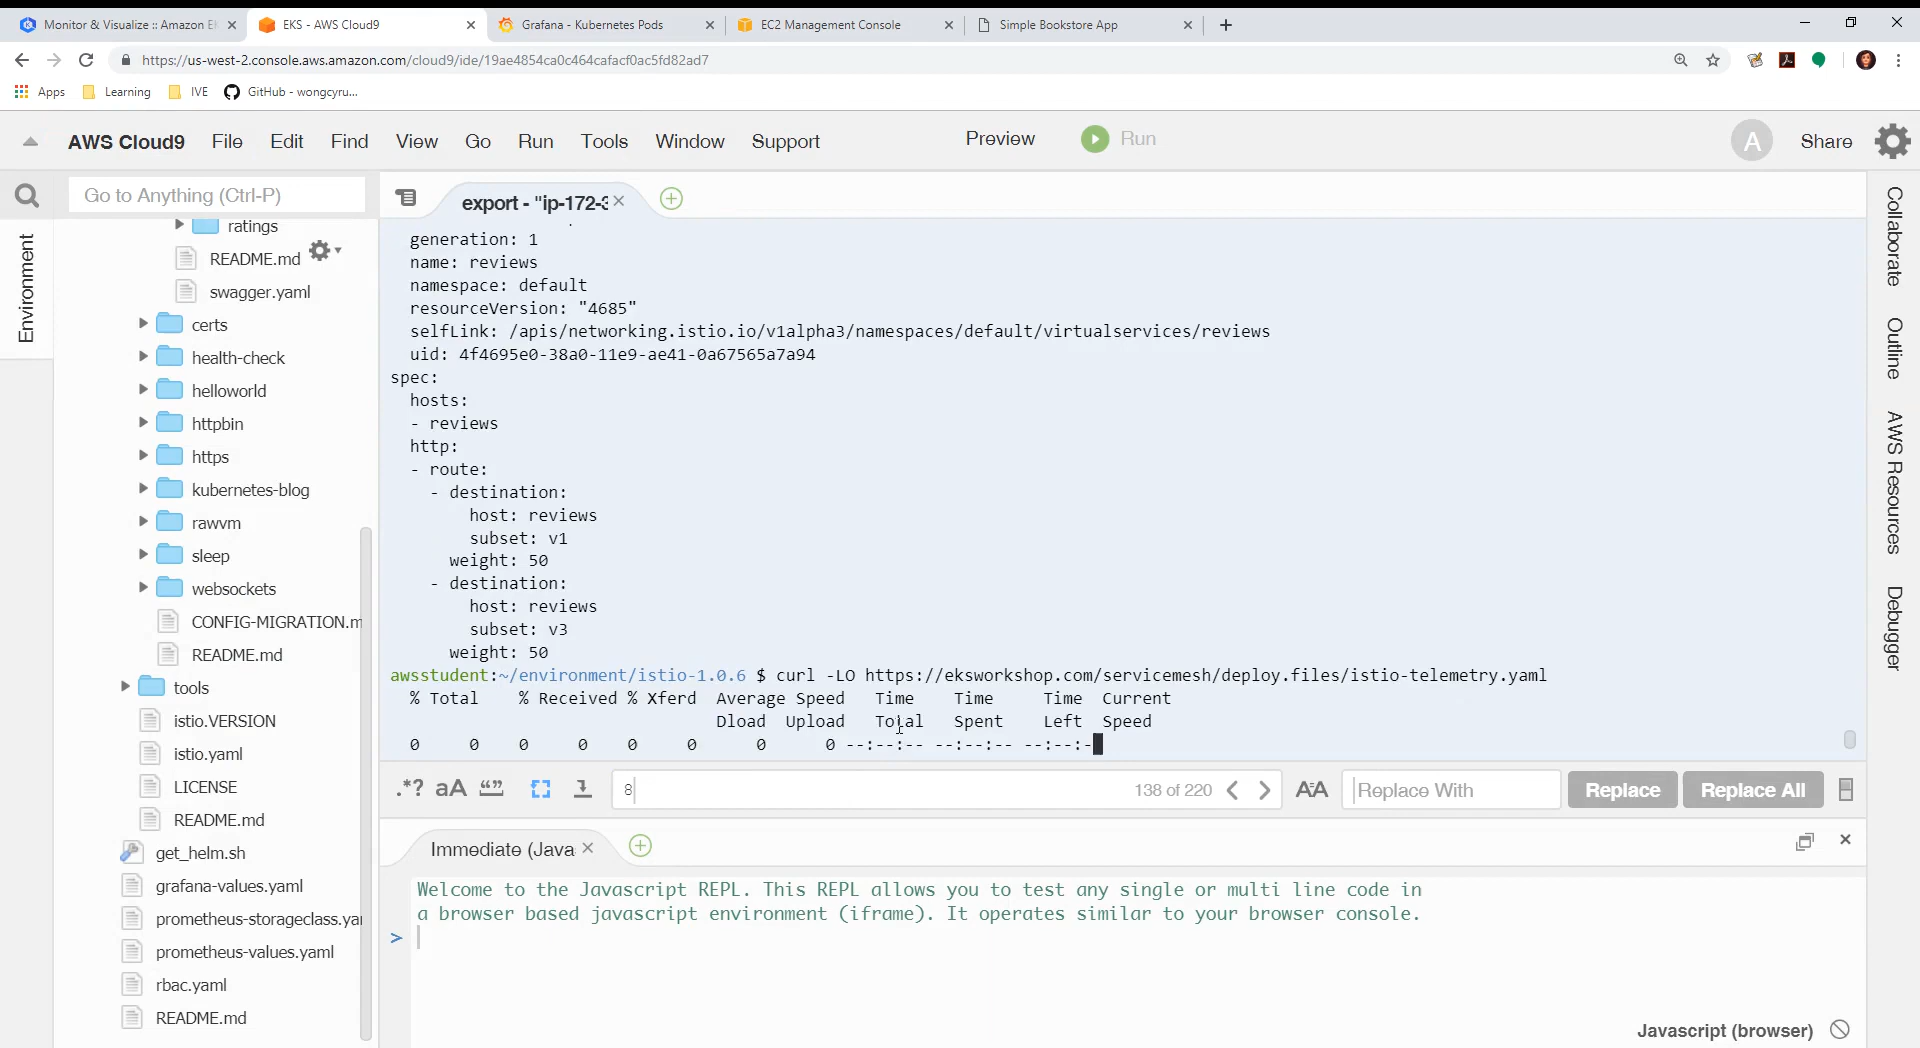 Monitor & Visualize :: Amazon EK
EKS - AWS Cloud9
Grafana - Kubernetes Pods
EC2 Management Console
Simple Bookstore App
https://us-west-2.console.aws.amazon.com/cloud9/ide/19ae4854ca0c464cafacf0ac5fd82ad7
Apps
Learning
IVE
GitHub - wongcyru...
AWS Cloud9
File
Edit
Find
View
Go
Run
Tools
Window
Support
Preview
Run
A
Share
Go to Anything (Ctrl-P)
export - "ip-172-3
Environment
ratings
README.md
swagger.yaml
certs
health-check
helloworld
httpbin
https
kubernetes-blog
rawvm
sleep
websockets
CONFIG-MIGRATION.m
README.md
tools
istio.VERSION
istio.yaml
LICENSE
README.md
get_helm.sh
grafana-values.yaml
prometheus-storageclass.yam
prometheus-values.yaml
rbac.yaml
README.md
generation: 1
name: reviews
namespace: default
resourceVersion: "4685"
selfLink: /apis/networking.istio.io/v1alpha3/namespaces/default/virtualservices/reviews
uid: 4f4695e0-38a0-11e9-ae41-0a67565a7a94
spec:
hosts:
- reviews
http:
- route:
- destination:
host: reviews
subset: v1
weight: 50
- destination:
host: reviews
subset: v3
weight: 50
awsstudent:~/environment/istio-1.0.6 $ curl -LO https://eksworkshop.com/servicemesh/deploy.files/istio-telemetry.yaml
% Total % Received % Xferd Average Speed Time Time Time Current
Dload Upload Total Spent Left Speed
0 0 0 0 0 0 0 0 --:--:-- --:--:-- --:--:-
.*? aA “” 8 138 of 220 AÄ Replace With Replace Replace All
Immediate (Java
Welcome to the Javascript REPL. This REPL allows you to test any single or multi line code in
a browser based javascript environment (iframe). It operates similar to your browser console.
>
Javascript (browser)
Collaborate
Outline
AWS Resources
Debugger